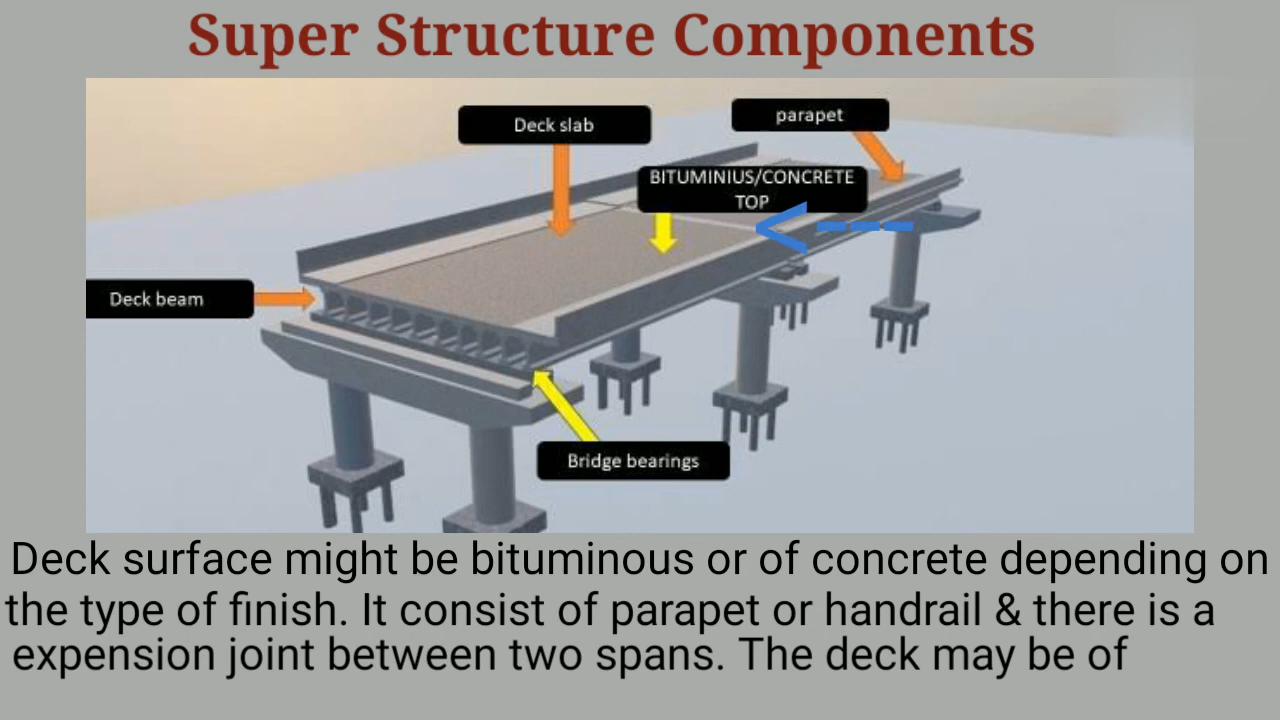 Super Structure Components
Deck slab
parapet
BITUMINIUS/CONCRETE
TOP
Deck beam
Bridge bearings
Deck surface might be bituminous or of concrete depending on
the type of finish. It consist of parapet or handrail & there is a
expension joint between two spans. The deck may be of